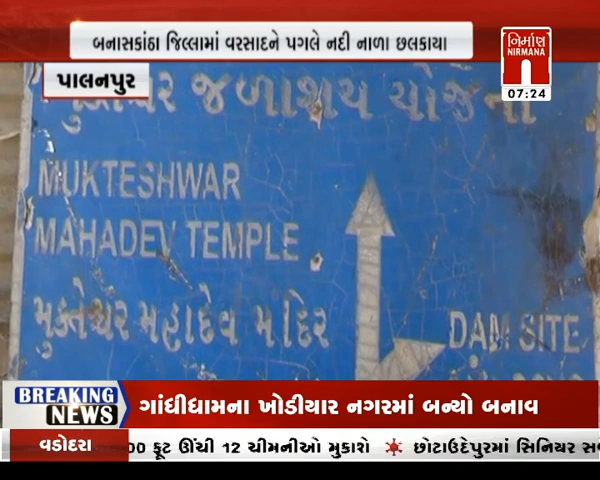 બનાસકાંઠા જિલ્લામાં વરસાદને પગલે નદી નાળા છલકાયા
નિર્માણ
NIRMANA
07:24
પાલનપુર
જળાશય યોજના
MUKTESHWAR
MAHADEV TEMPLE
મુક્તેશ્વર મહાદેવ મંદિર
DAM SITE
BREAKING
NEWS
ગાંધીધામના ખોડીયાર નગરમાં બન્યો બનાવ
વડોદરા
00 ફૂટ ઊંચી 12 ચીમનીઓ મુકાશે
છોટાઉદેપુરમાં સિનિયર